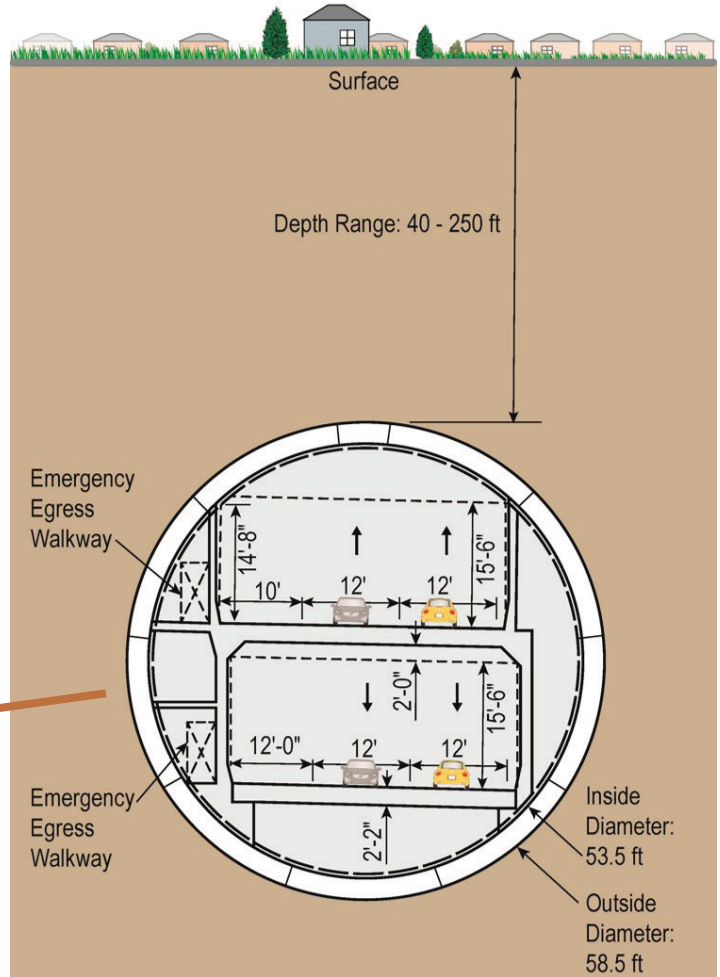 Surface
Depth Range: 40 - 250 ft
Emergency
Egress
Walkway
14'-8"
15'-6"
10'
12'
12'
2'-0"
15'-6"
12'-0"
12'
12'
2'-2"
Emergency
Egress
Walkway
Inside
Diameter:
53.5 ft
Outside
Diameter:
58.5 ft